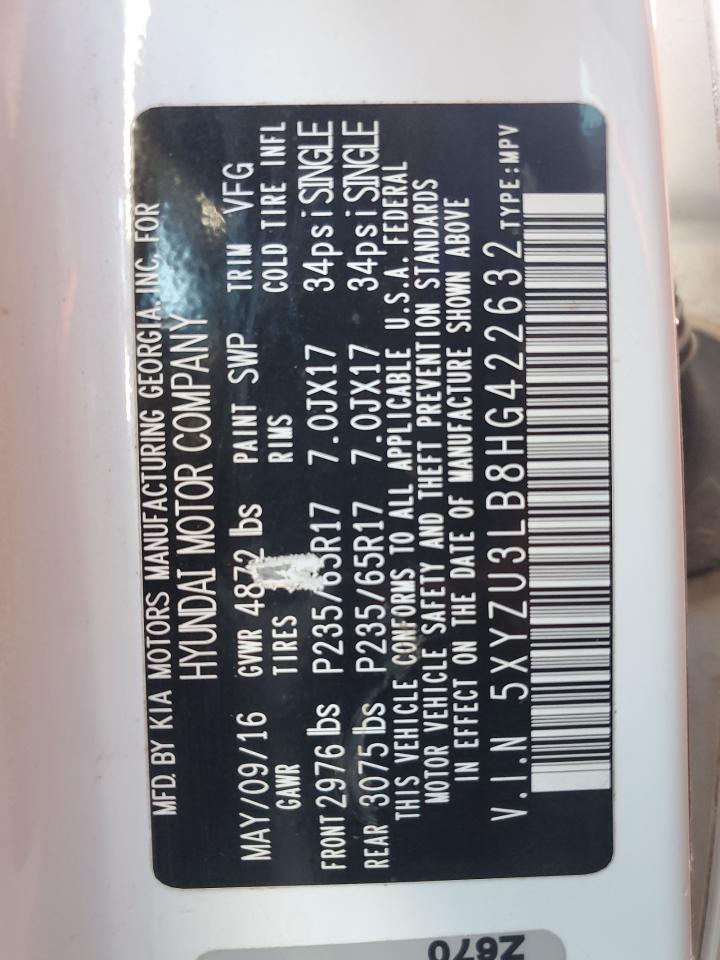 MFD. BY KIA MOTORS MANUFACTURING GEORGIA, INC. FOR
HYUNDAI MOTOR COMPANY
MAY/09/16 GVWR 4872 lbs PAINT SWP TRIM VFG
GAWR TIRES RIMS COLD TIRE INFL
FRONT 2976 lbs P235/65R17 7.0JX17 34psi SINGLE
REAR 3075 lbs P235/65R17 7.0JX17 34psi SINGLE
THIS VEHICLE CONFORMS TO ALL APPLICABLE U.S.A. FEDERAL
MOTOR VEHICLE SAFETY AND THEFT PREVENTION STANDARDS
IN EFFECT ON THE DATE OF MANUFACTURE SHOWN ABOVE
V.I.N 5XYZU3LB8HG422632 TYPE:MPV
Z670